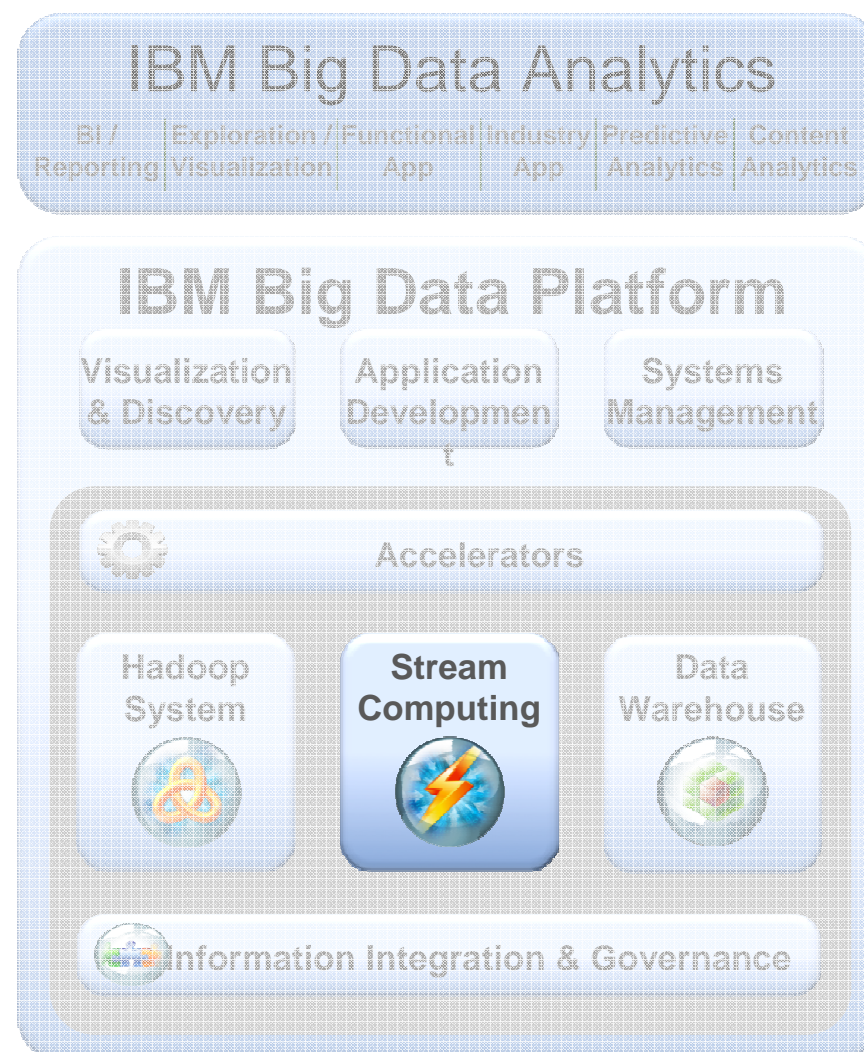 IBM Big Data Analytics
BI / Exploration / Functional Industry Predictive Content
Reporting Visualization App App Analytics Analytics
IBM Big Data Platform
Visualization Application Systems
& Discovery Developmen Management
t
Accelerators
Hadoop Stream Data
System Computing Warehouse
Information Integration & Governance